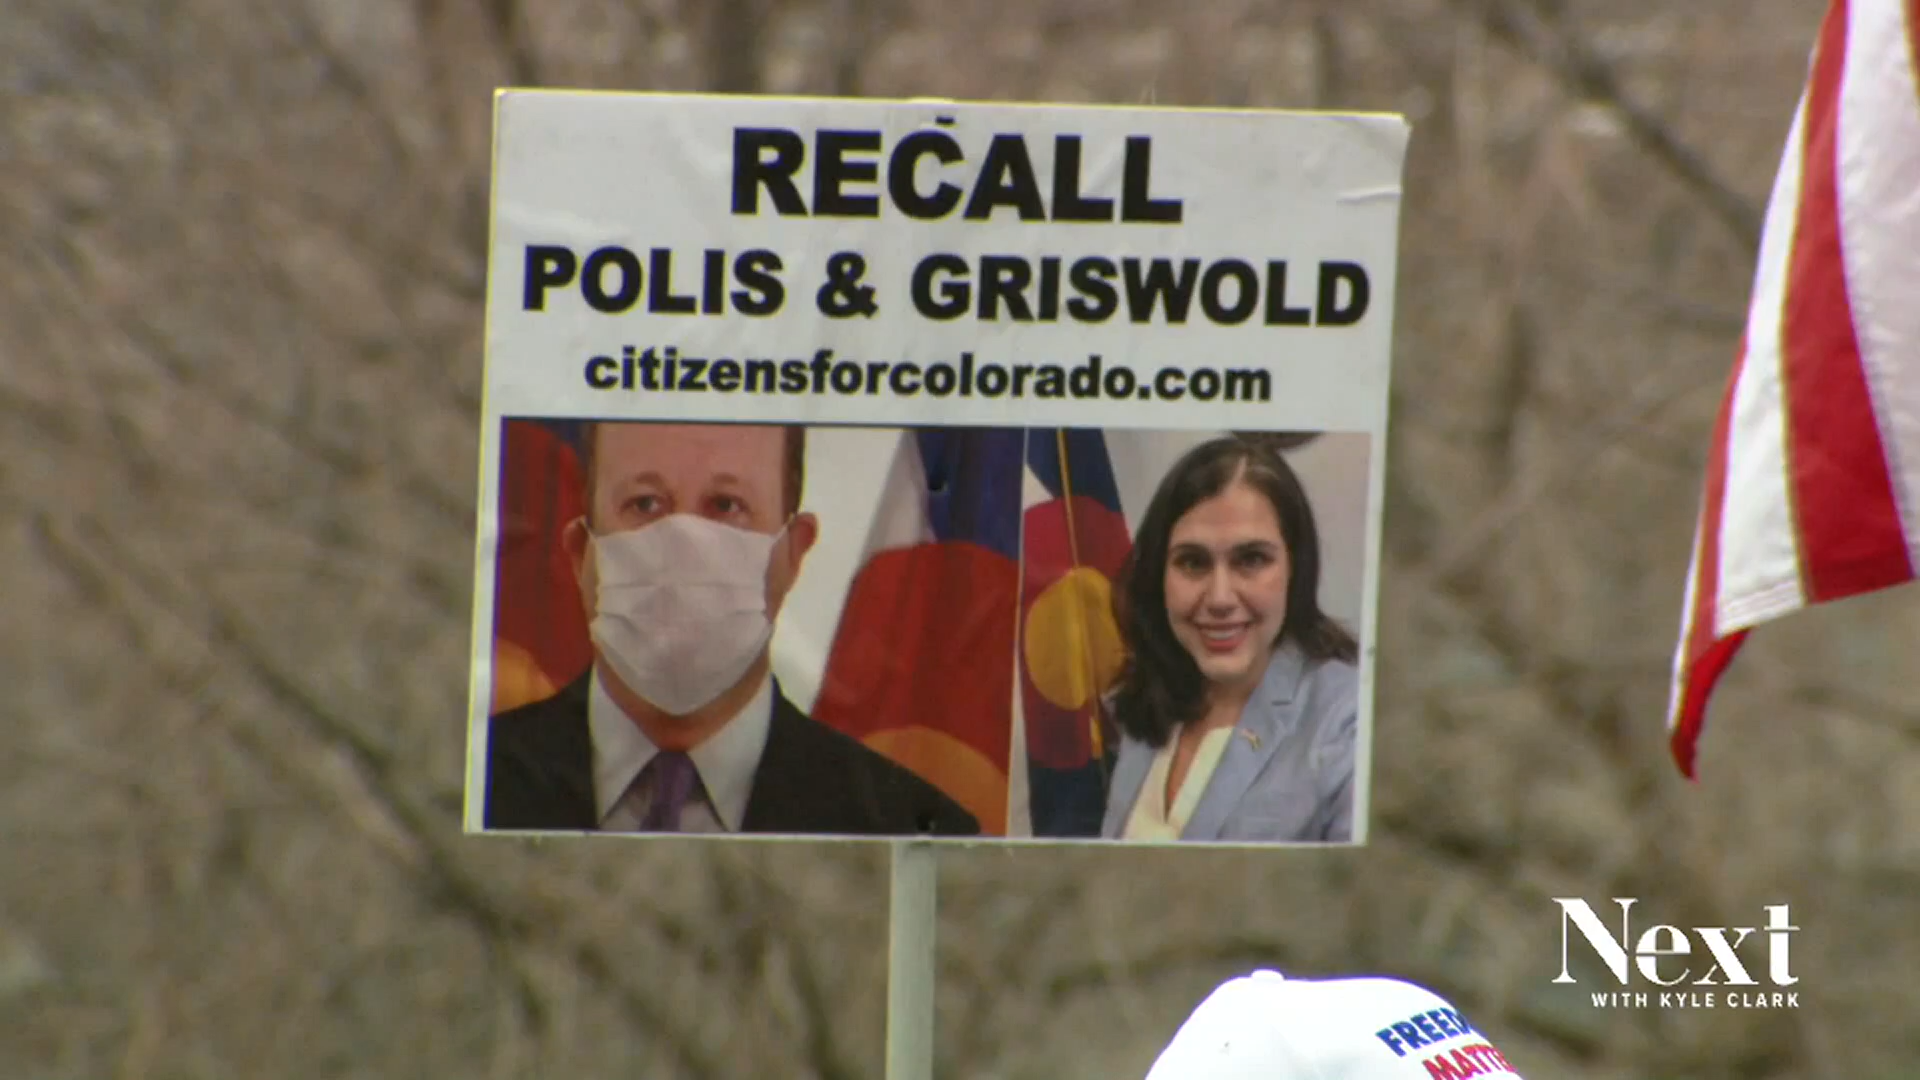 RECALL
POLIS & GRISWOLD
citizensforcolorado.com
Next
WITH KYLE CLARK